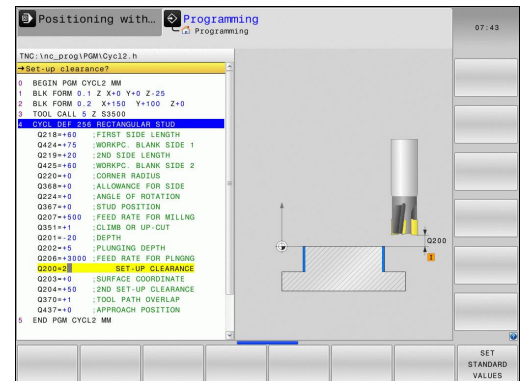 Positioning with… Programming
Programming
07:43
TNC:\nc_prog\PGM\Cycl2.h
→Set-up clearance?
0 BEGIN PGM CYCL2 MM
1 BLK FORM 0.1 Z X+0 Y+0 Z-25
2 BLK FORM 0.2 X+150 Y+100 Z+0
3 TOOL CALL 5 Z S3500
4 CYCL DEF 256 RECTANGULAR STUD
Q218=+60 ;FIRST SIDE LENGTH
Q424=+75 ;WORKPC. BLANK SIDE 1
Q219=+20 ;2ND SIDE LENGTH
Q425=+60 ;WORKPC. BLANK SIDE 2
Q220=+0 ;CORNER RADIUS
Q368=+0 ;ALLOWANCE FOR SIDE
Q224=+0 ;ANGLE OF ROTATION
Q367=+0 ;STUD POSITION
Q207=+500 ;FEED RATE FOR MILLNG
Q351=+1 ;CLIMB OR UP-CUT
Q201=-20 ;DEPTH
Q202=+5 ;PLUNGING DEPTH
Q206=+3000 ;FEED RATE FOR PLNGNG
Q200=2 SET-UP CLEARANCE
Q203=+0 ;SURFACE COORDINATE
Q204=+50 ;2ND SET-UP CLEARANCE
Q370=+1 ;TOOL PATH OVERLAP
Q437=+0 ;APPROACH POSITION
5 END PGM CYCL2 MM
Q200
I
SET
STANDARD
VALUES